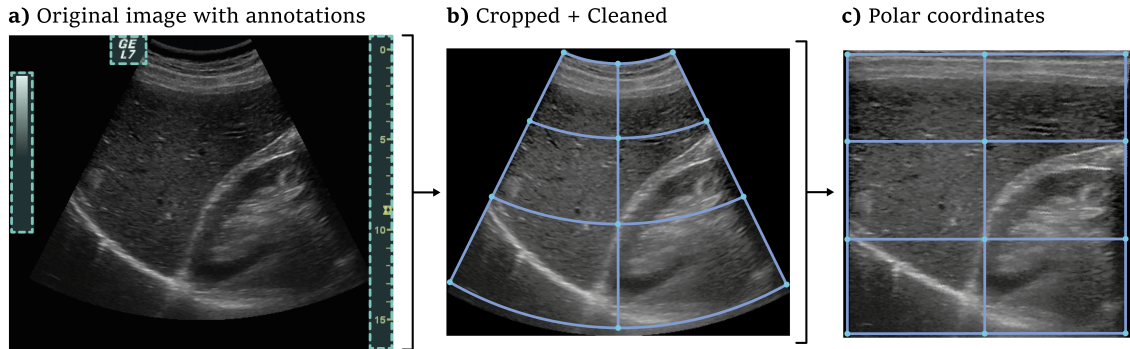 a) Original image with annotations
b) Cropped + Cleaned
c) Polar coordinates
GE
L7
0
5
10
15